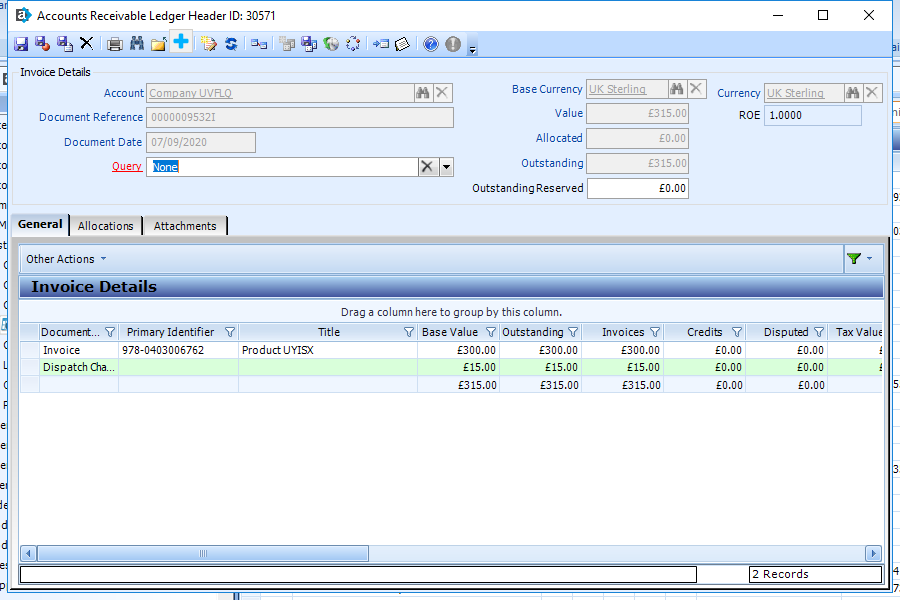 Accounts Receivable Ledger Header ID: 30571
Invoice Details
Account Company UVFLQ
Document Reference 0000009532I
Document Date 07/09/2020
Query None
Base Currency UK Sterling
Value £315.00
Allocated £0.00
Outstanding £315.00
Outstanding Reserved £0.00
Currency UK Sterling
ROE 1.0000
General Allocations Attachments
Other Actions
Invoice Details
Drag a column here to group by this column.
Document... Primary Identifier Title Base Value Outstanding Invoices Credits Disputed Tax Value
Invoice 978-0403006762 Product UYISX £300.00 £300.00 £300.00 £0.00 £0.00 £
Dispatch Cha... £15.00 £15.00 £15.00 £0.00 £0.00 £
£315.00 £315.00 £315.00 £0.00 £0.00
2 Records